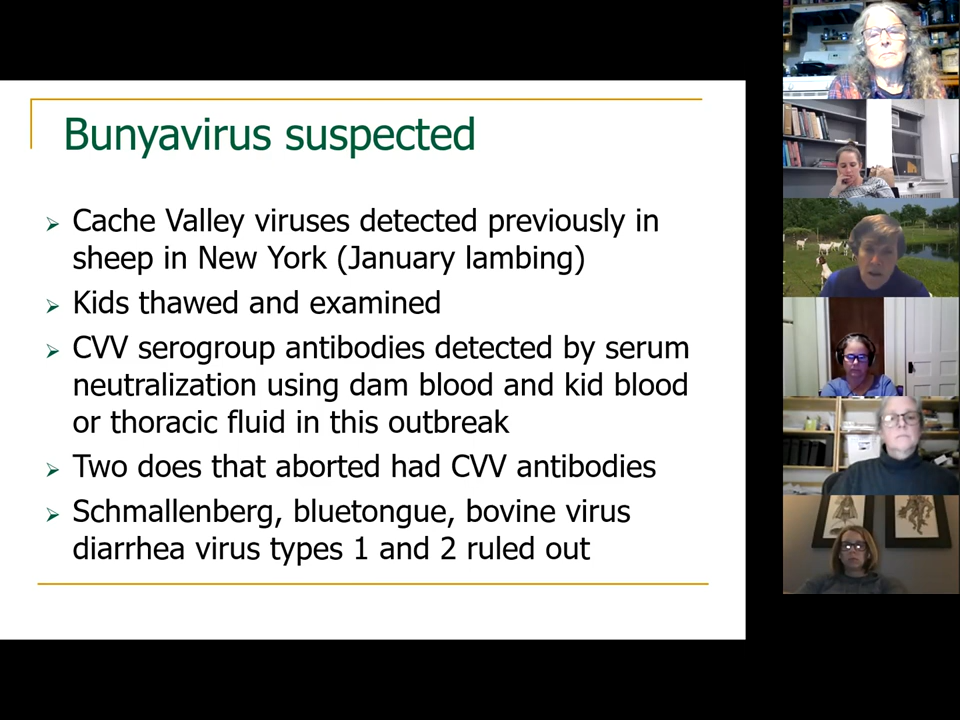 Bunyavirus suspected
Cache Valley viruses detected previously in
sheep in New York (January lambing)
Kids thawed and examined
CVV serogroup antibodies detected by serum
neutralization using dam blood and kid blood
or thoracic fluid in this outbreak
Two does that aborted had CVV antibodies
Schmallenberg, bluetongue, bovine virus
diarrhea virus types 1 and 2 ruled out